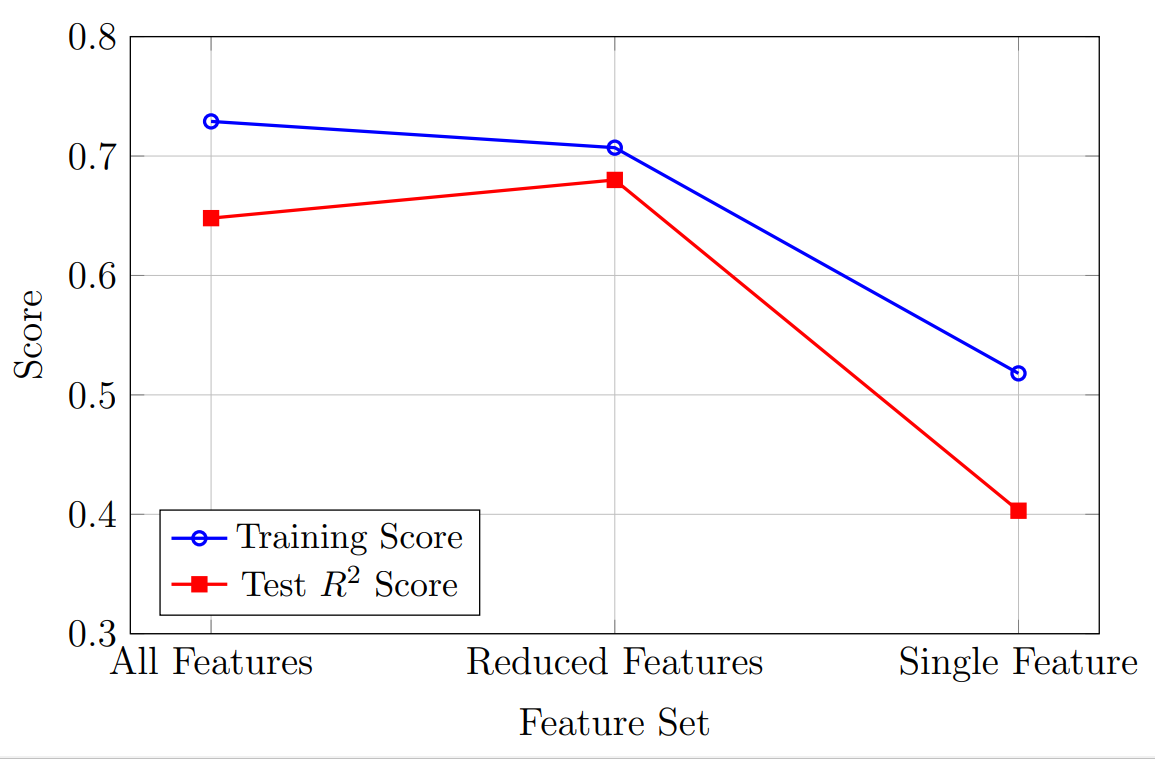 0.8
0.7
0.6
0.5
0.4
0.3
Score
Training Score
Test R² Score
All Features
Reduced Features
Single Feature
Feature Set